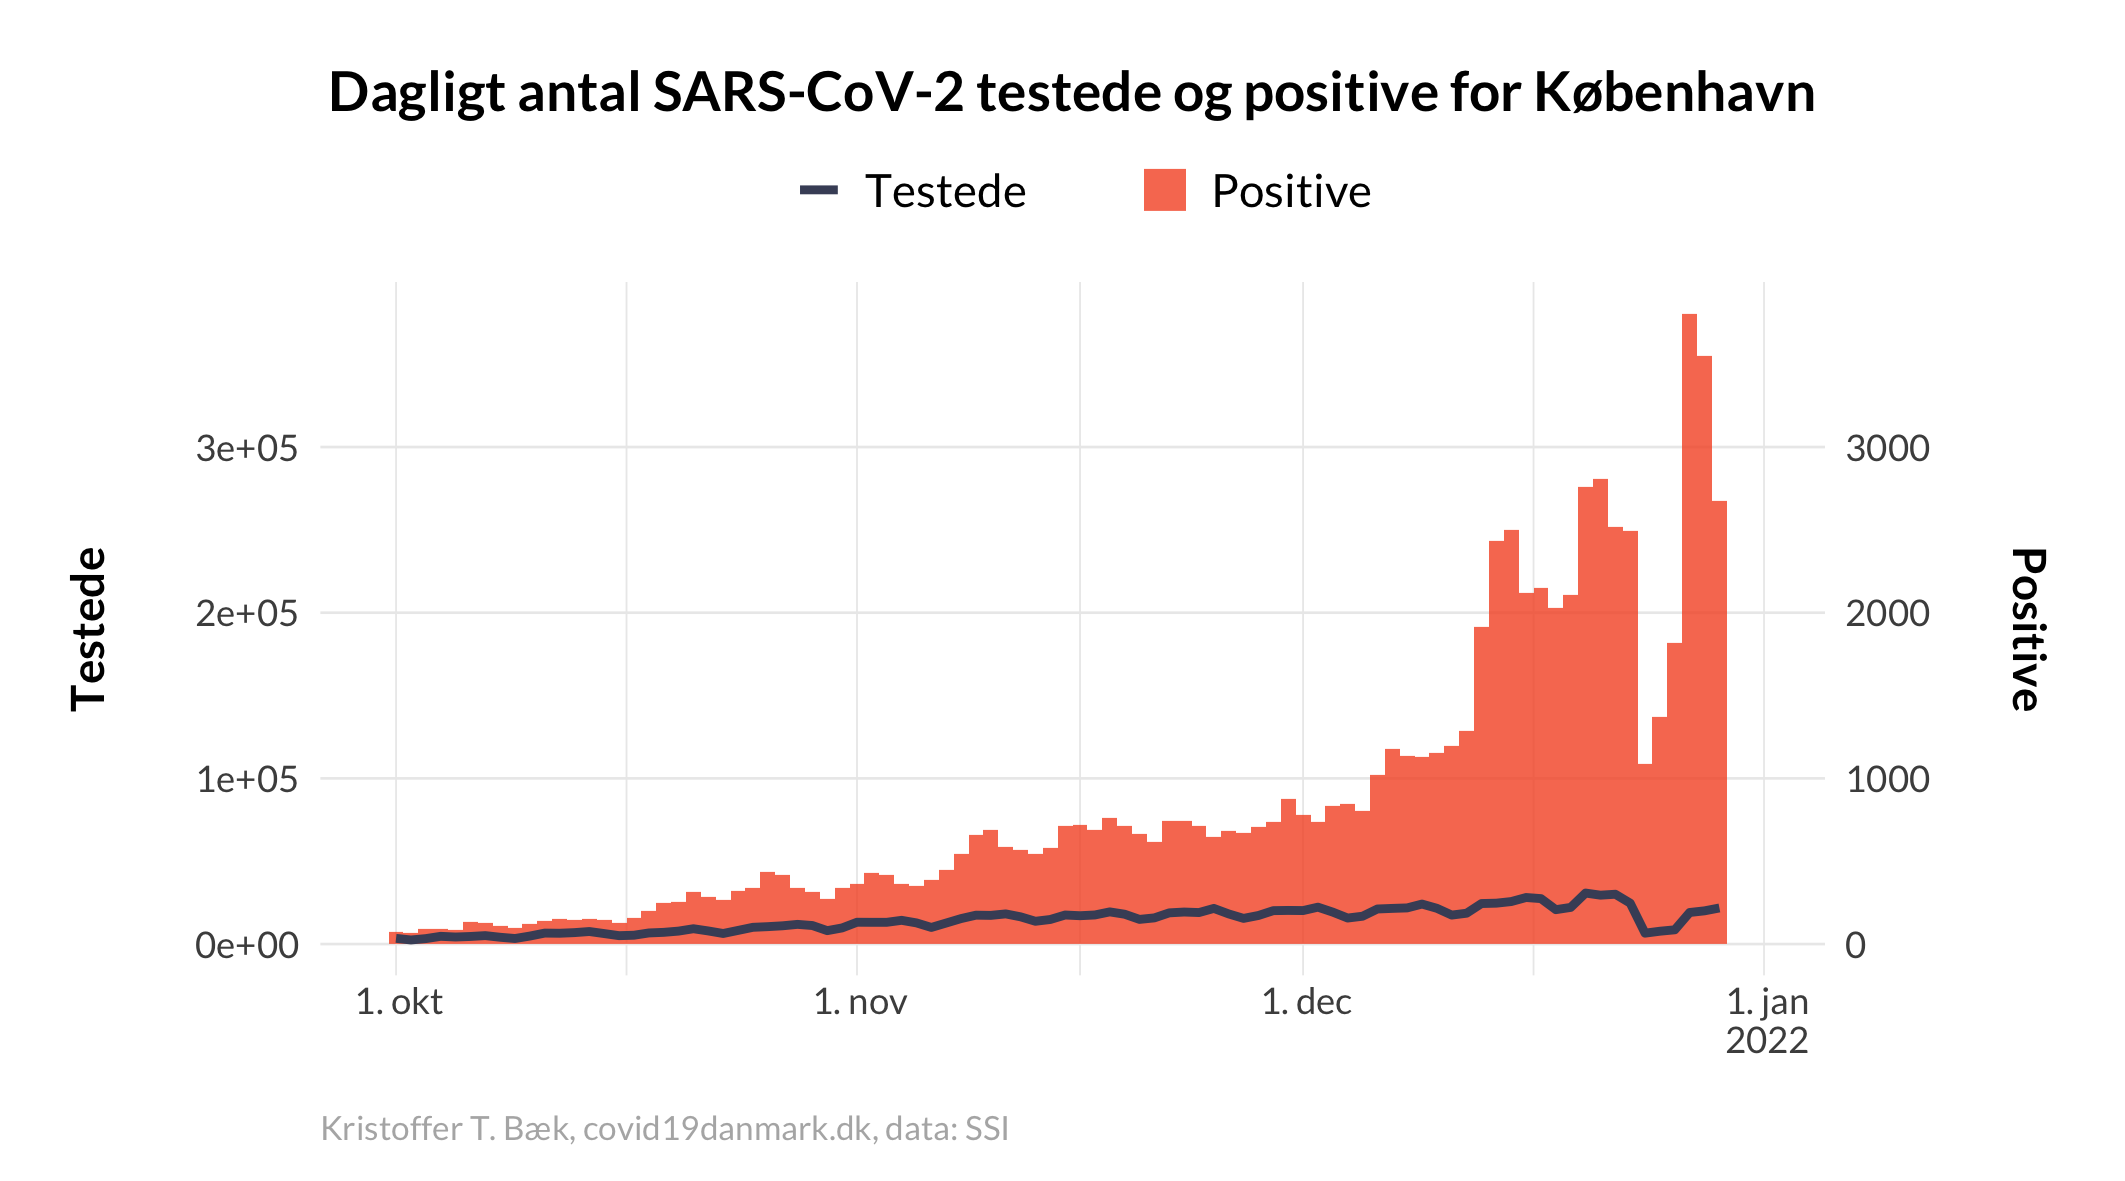 Dagligt antal SARS-CoV-2 testede og positive for København
Testede
Positive
Testede
3e+05
2e+05
1e+05
0e+00
3000
2000
1000
0
Positive
1. okt
1. nov
1. dec
1. jan
2022
Kristoffer T. Bæk, covid19danmark.dk, data: SSI